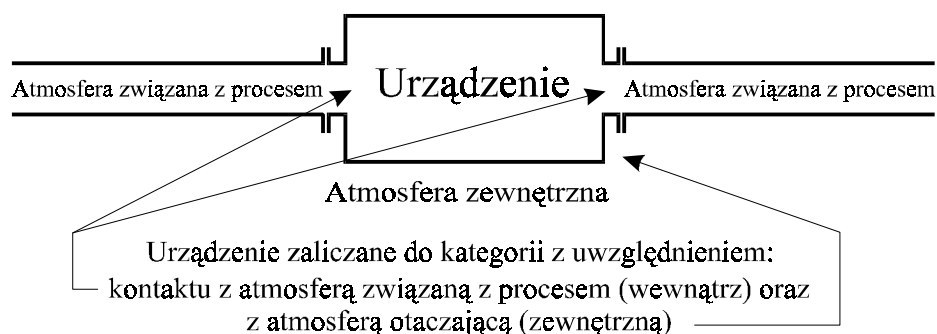 Urządzenie
Atmosfera związana z procesem
Atmosfera związana z procesem
Atmosfera zewnętrzna
Urządzenie zaliczane do kategorii z uwzględnieniem:
kontaktu z atmosferą związaną z procesem (wewnątrz) oraz
z atmosferą otaczającą (zewnętrzną)